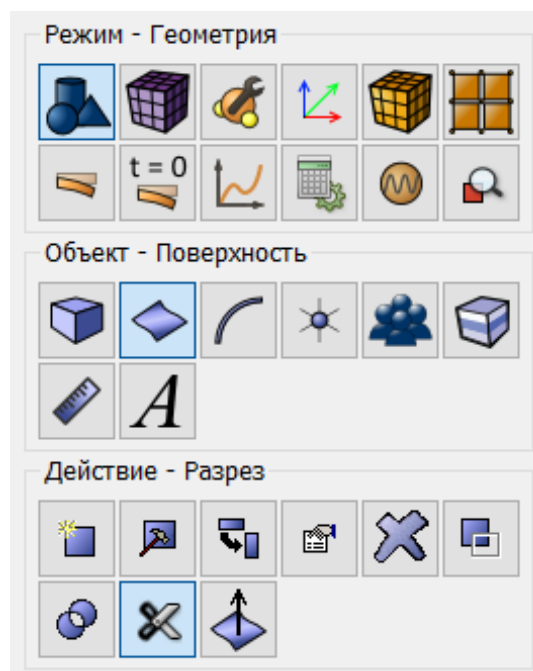 Режим - Геометрия
t = 0
Объект - Поверхность
A
Действие - Разрез